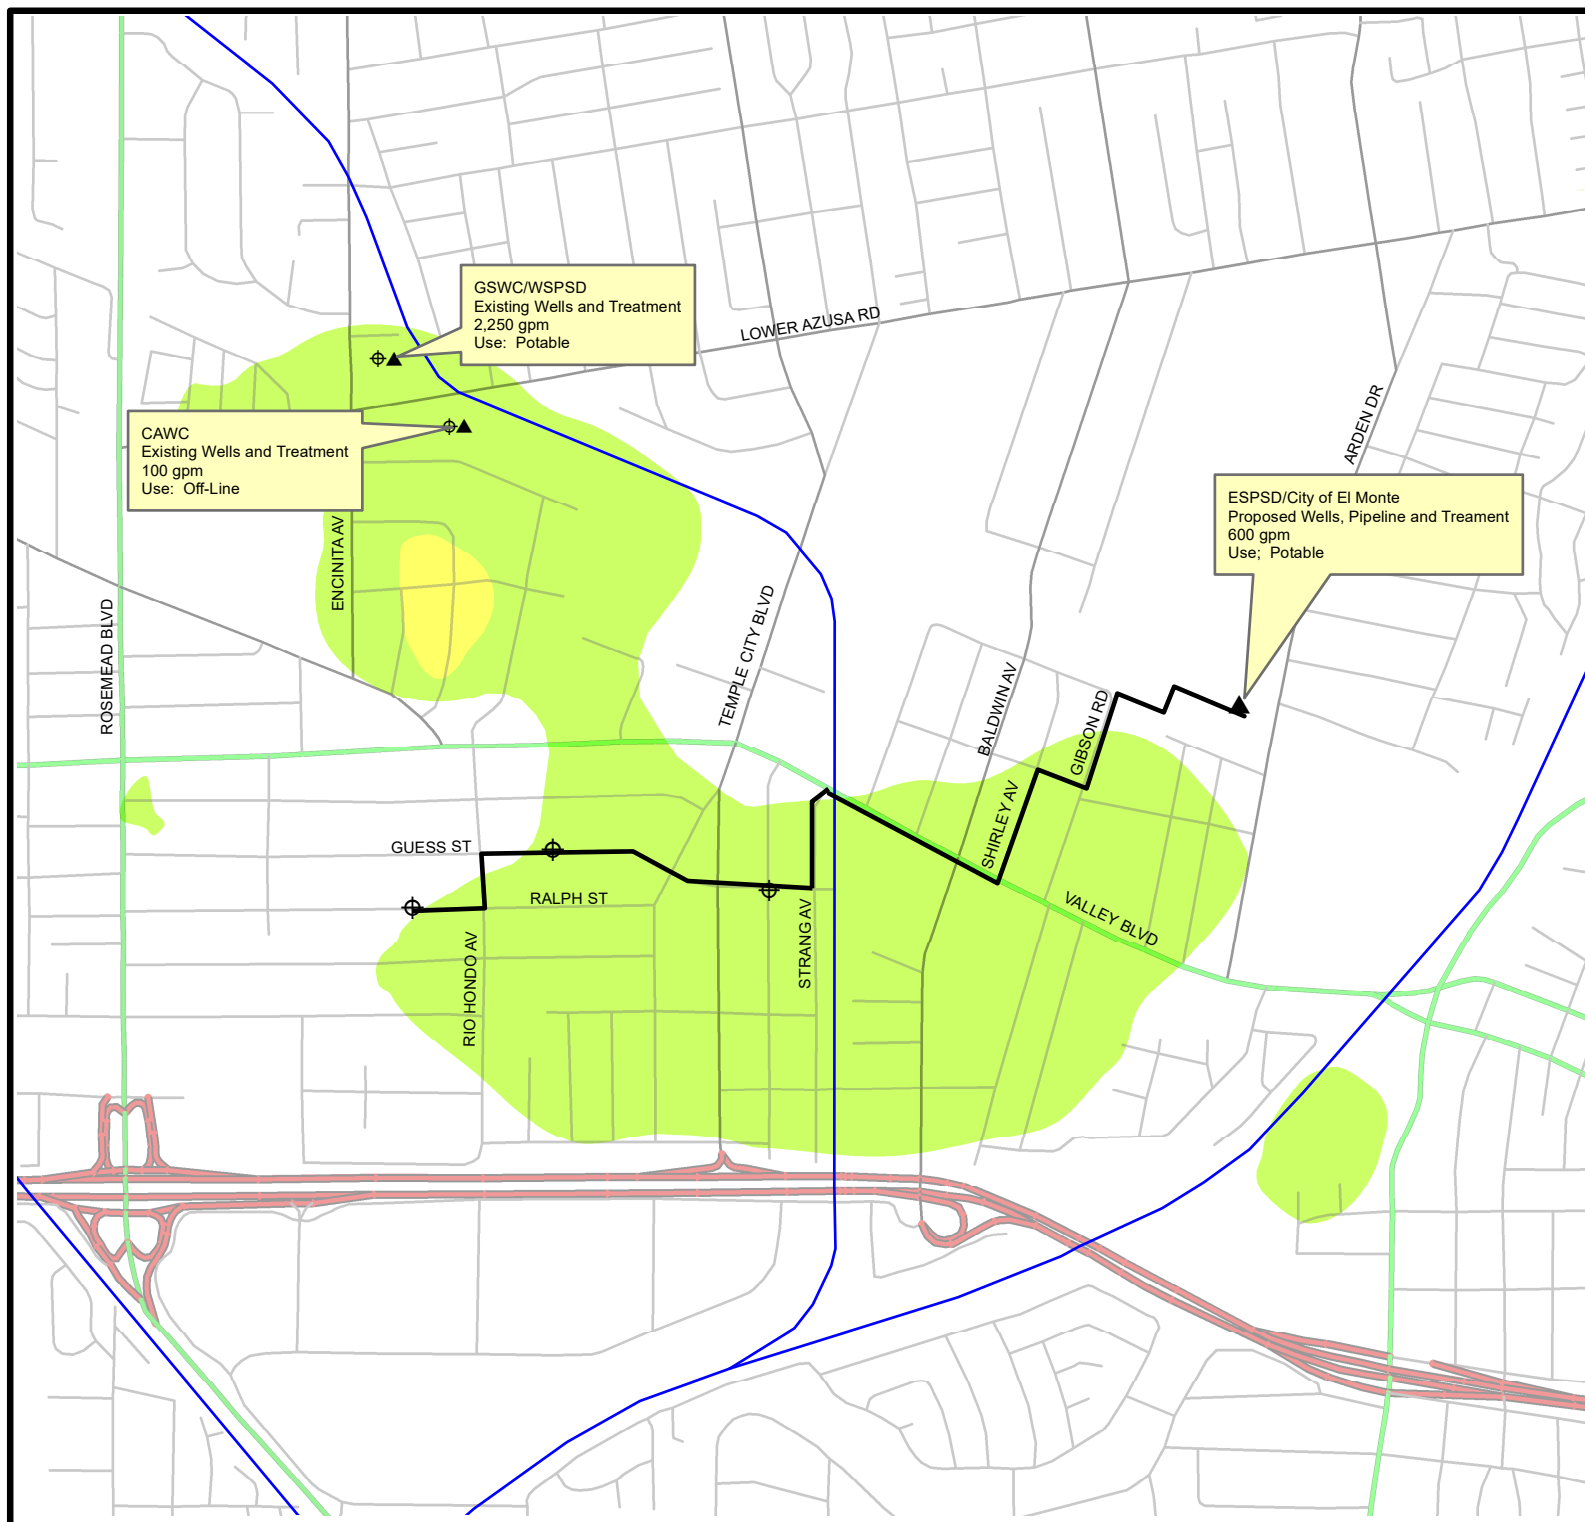 GSWC/WSPSD
Existing Wells and Treatment
2,250 gpm
Use: Potable
LOWER AZUSA RD
CAWC
Existing Wells and Treatment
100 gpm
Use: Off-Line
ARDEN DR
ESPSD/City of El Monte
Proposed Wells, Pipeline and Treament
600 gpm
Use; Potable
ENCINITA AV
ROSEMEAD BLVD
TEMPLE CITY BLVD
BALDWIN AV
GIBSON RD
SHIRLEY AV
GUESS ST
RALPH ST
VALLEY BLVD
STRANG AV
RIO HONDO AV